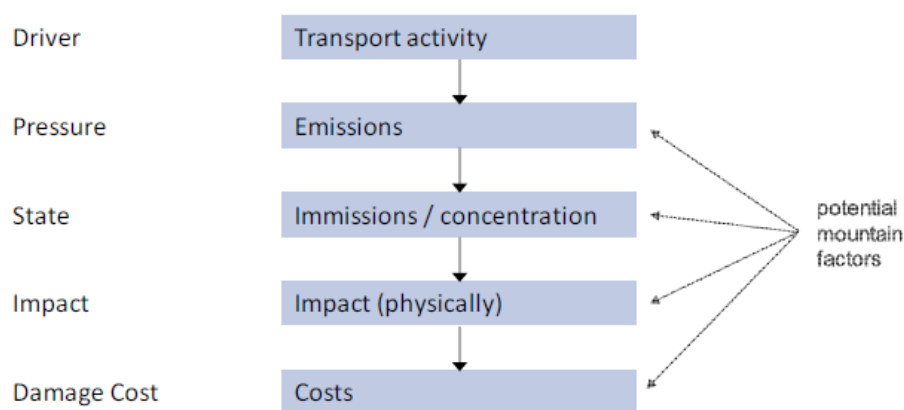 Driver
Transport activity
Pressure
Emissions
State
Immissions / concentration
potential
mountain
factors
Impact
Impact (physically)
Damage Cost
Costs